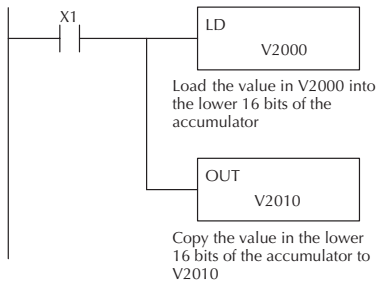 X1
LD
V2000
Load the value in V2000 into
the lower 16 bits of the
accumulator
OUT
V2010
Copy the value in the lower
16 bits of the accumulator to
V2010